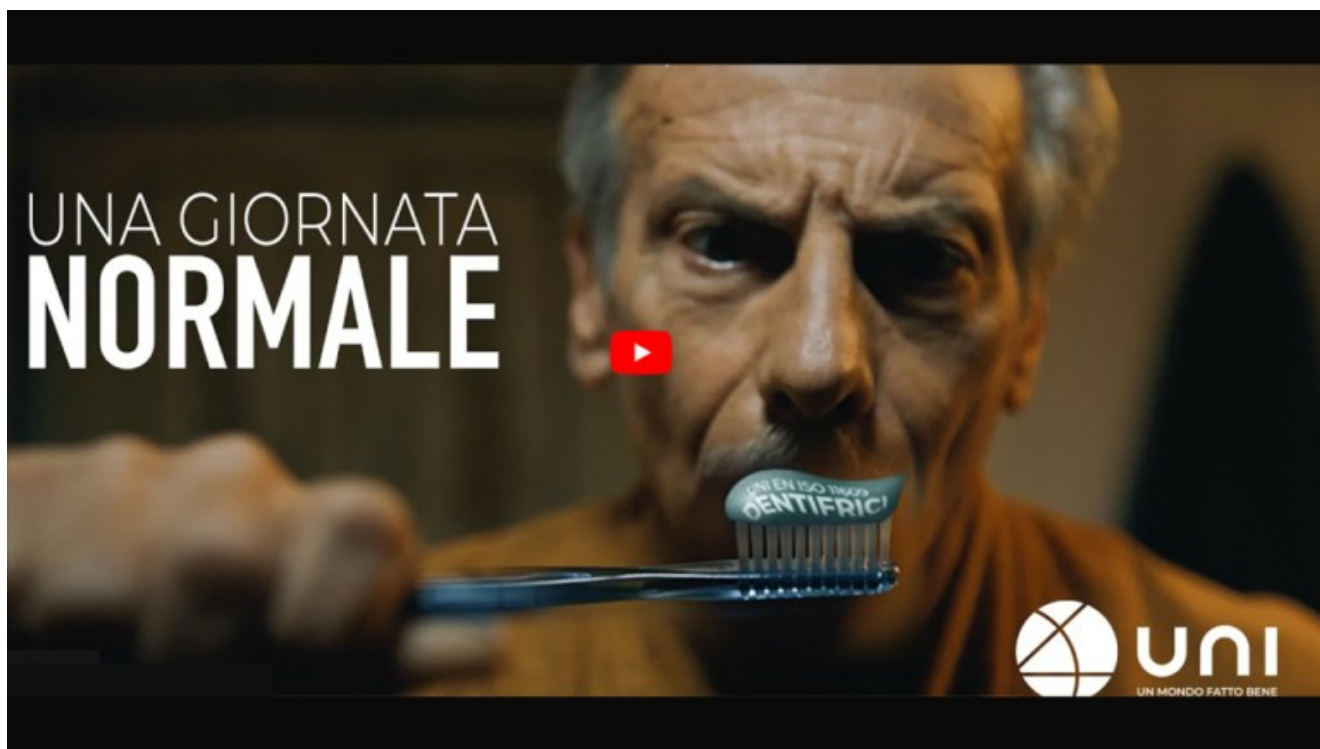 UNA GIORNATA
NORMALE
UNI EN ISO 11609
DENTIFRICI
UNI
UN MONDO FATTO BENE